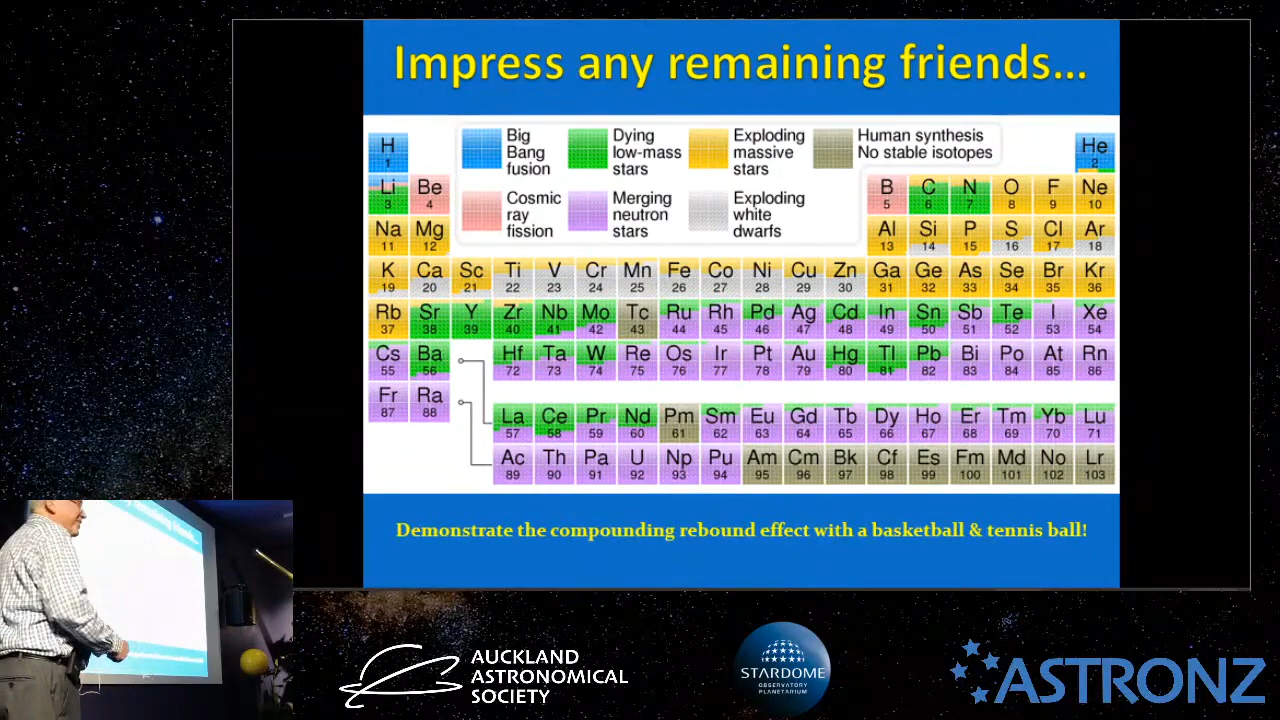 Impress any remaining friends...
H
1
Big
Bang
fusion
Dying
low-mass
stars
Exploding
massive
stars
Human synthesis
No stable isotopes
He
2
Cosmic
ray
fission
Merging
neutron
stars
Exploding
white
dwarfs
Li Be B C N O F Ne
3 4 5 6 7 8 9 10
Na Mg Al Si P S Cl Ar
11 12 13 14 15 16 17 18
K Ca Sc Ti V Cr Mn Fe Co Ni Cu Zn Ga Ge As Se Br Kr
19 20 21 22 23 24 25 26 27 28 29 30 31 32 33 34 35 36
Rb Sr Y Zr Nb Mo Tc Ru Rh Pd Ag Cd In Sn Sb Te I Xe
37 38 39 40 41 42 43 44 45 46 47 48 49 50 51 52 53 54
Cs Ba Hf Ta W Re Os Ir Pt Au Hg Tl Pb Bi Po At Rn
55 56 72 73 74 75 76 77 78 79 80 81 82 83 84 85 86
Fr Ra
87 88
La Ce Pr Nd Pm Sm Eu Gd Tb Dy Ho Er Tm Yb Lu
57 58 59 60 61 62 63 64 65 66 67 68 69 70 71
Ac Th Pa U Np Pu Am Cm Bk Cf Es Fm Md No Lr
89 90 91 92 93 94 95 96 97 98 99 100 101 102 103
Demonstrate the compounding rebound effect with a basketball & tennis ball!
AUCKLAND
ASTRONOMICAL
SOCIETY
STARDOME
OBSERVATORY
PLANETARIUM
ASTRONZ